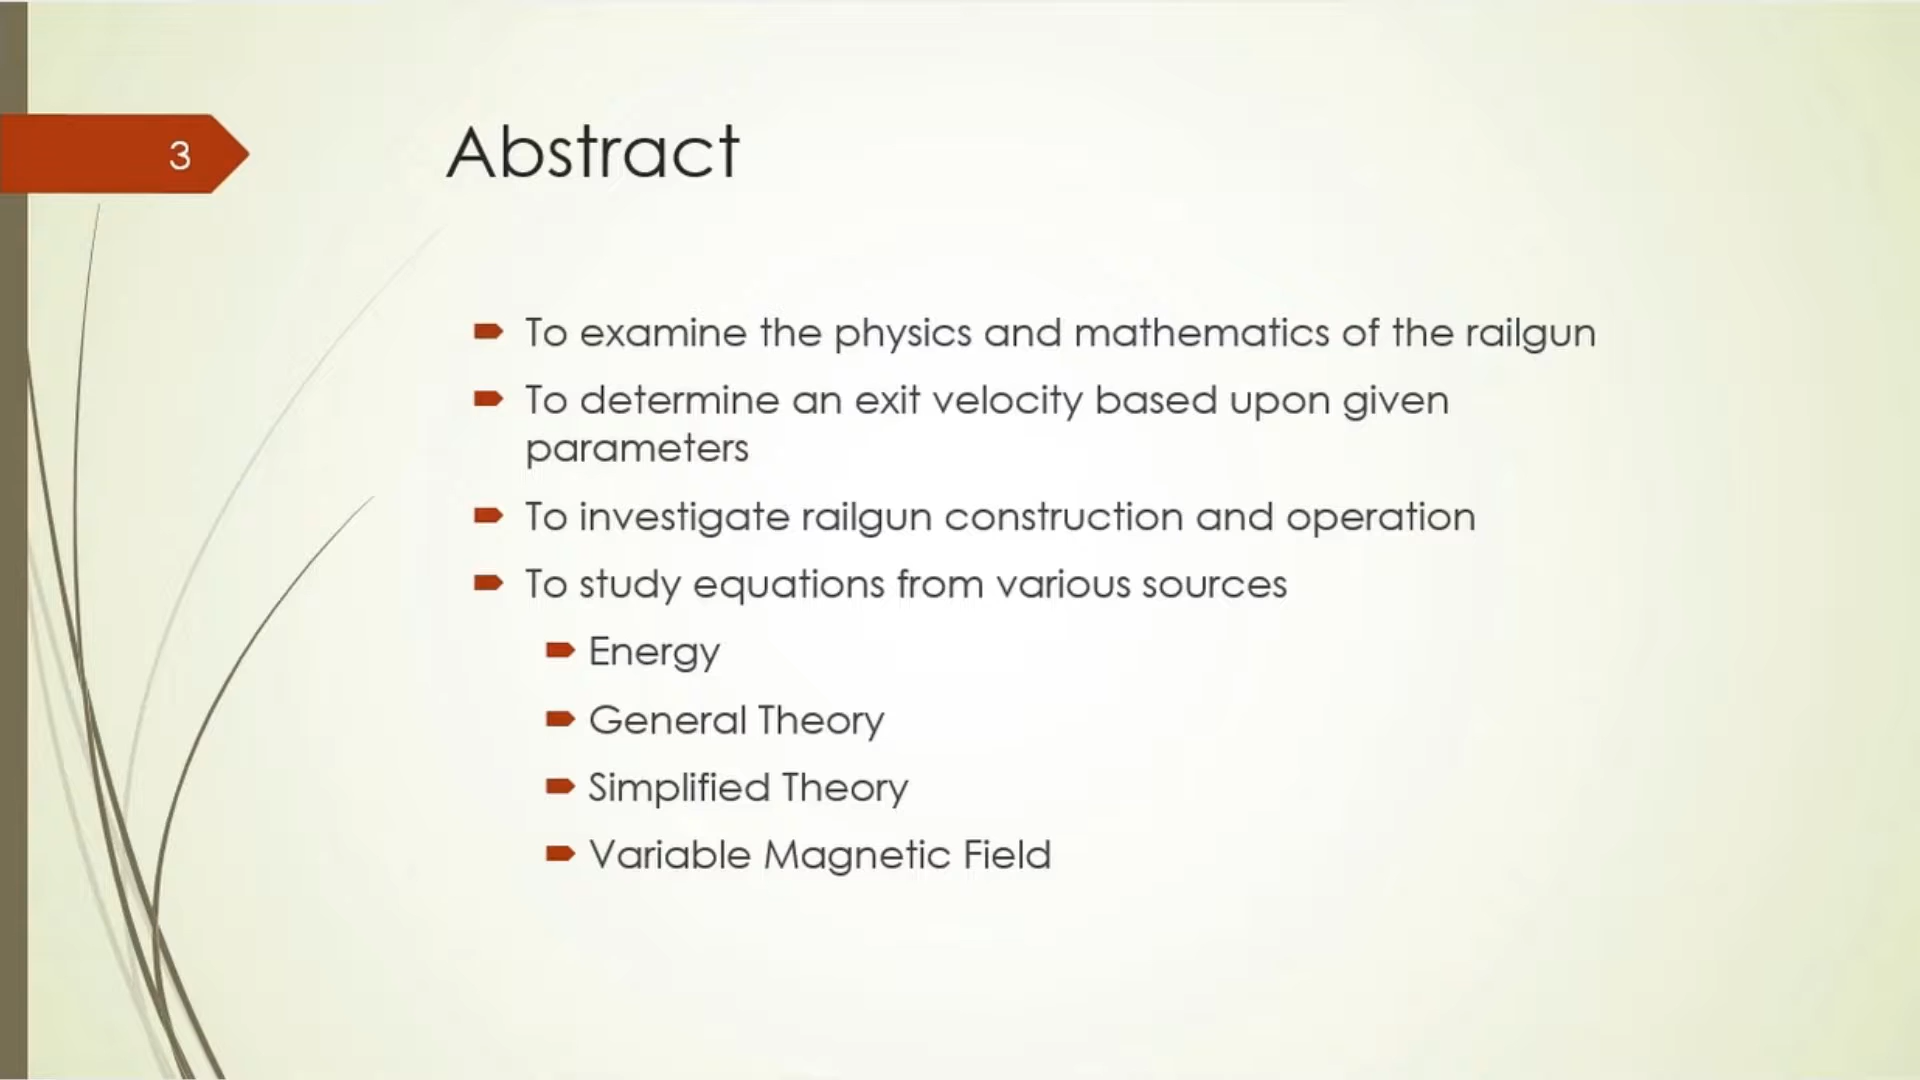 3
Abstract
To examine the physics and mathematics of the railgun
To determine an exit velocity based upon given
parameters
To investigate railgun construction and operation
To study equations from various sources
Energy
General Theory
Simplified Theory
Variable Magnetic Field